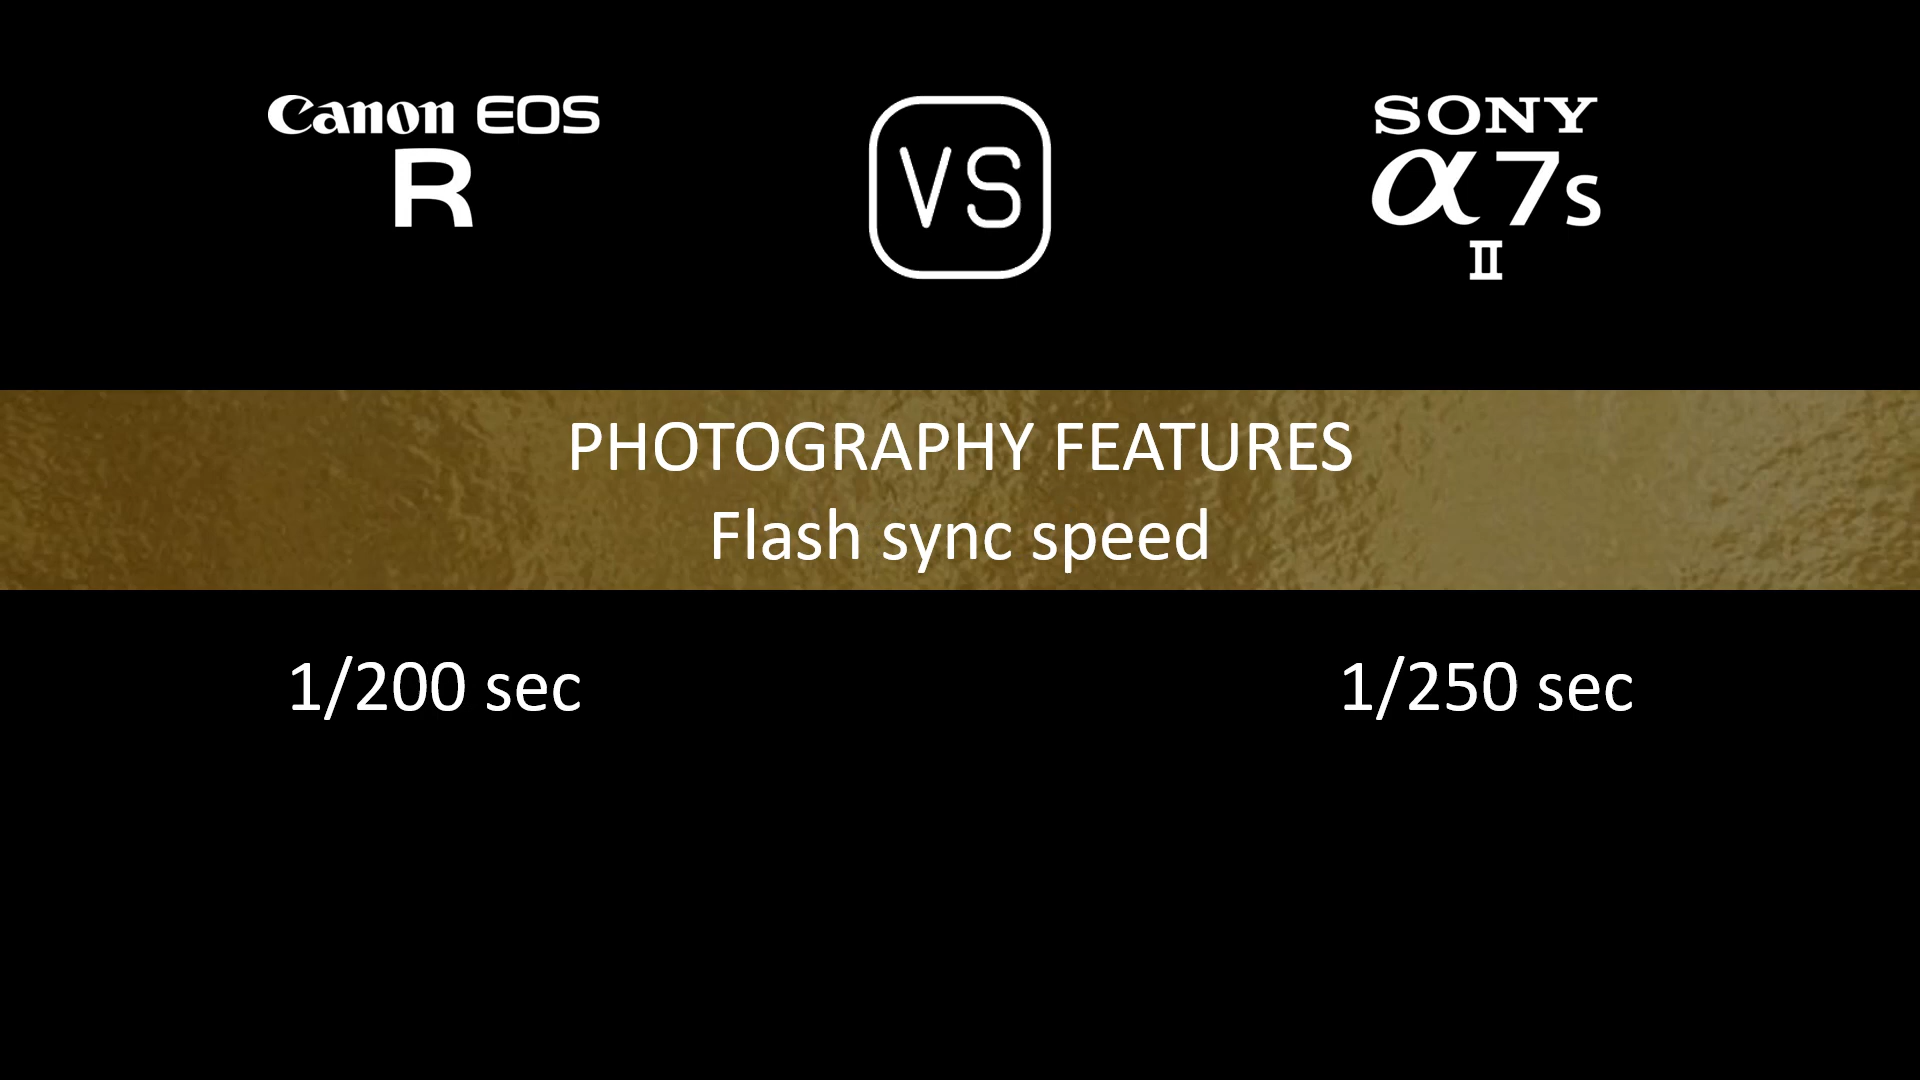 Canon EOS
R
VS
SONY
α7s
II
PHOTOGRAPHY FEATURES
Flash sync speed
1/200 sec
1/250 sec